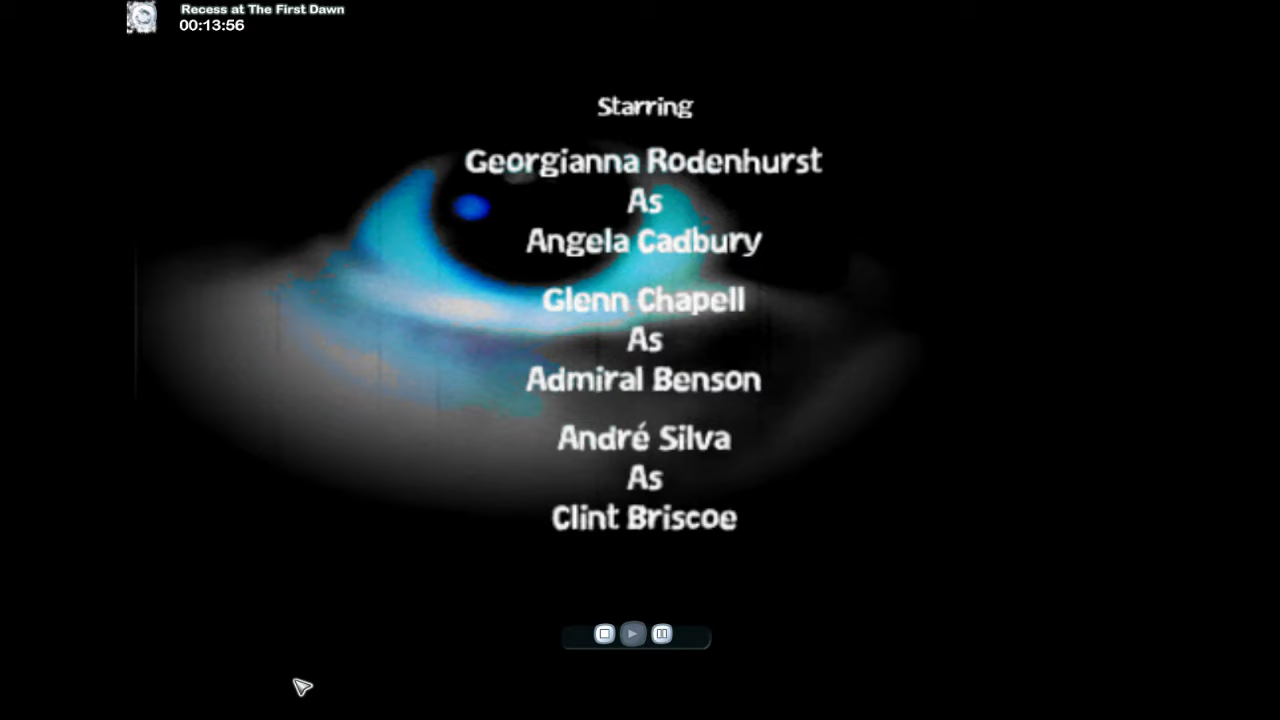 Recess at The First Dawn
00:13:56
Starring
Georgianna Rodenhurst
As
Angela Cadbury
Glenn Chapell
As
Admiral Benson
André Silva
As
Clint Briscoe